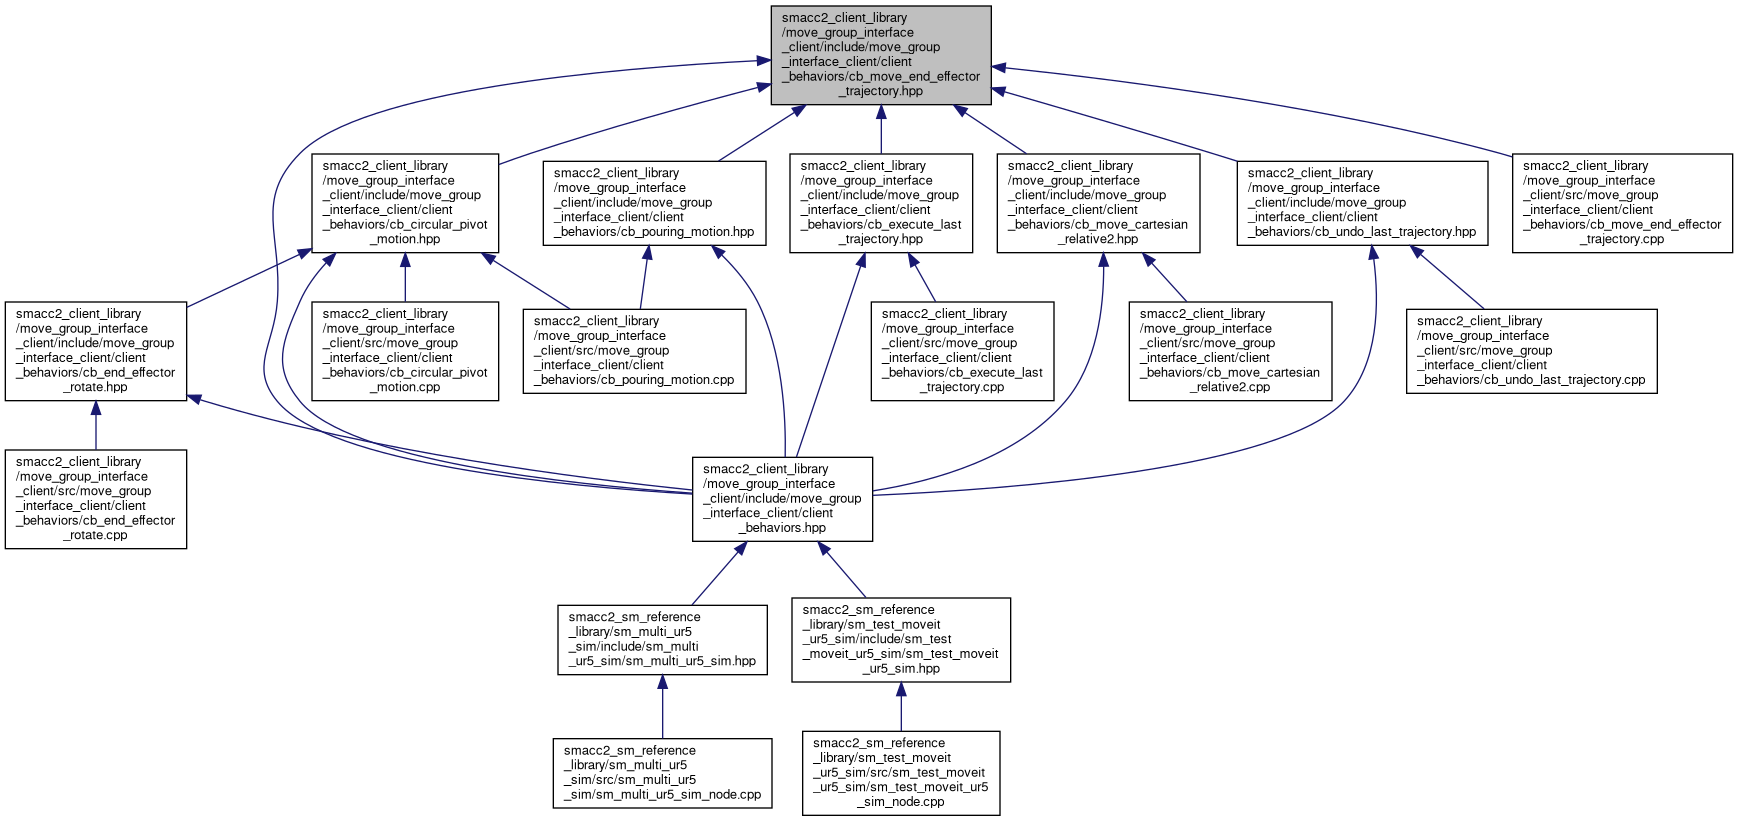 smacc2_client_library
/move_group_interface
_client/include/move_group
_interface_client/client
_behaviors/cb_move_end_effector
_trajectory.hpp
smacc2_client_library
/move_group_interface
_client/include/move_group
_interface_client/client
_behaviors/cb_circular_pivot
_motion.hpp
smacc2_client_library
/move_group_interface
_client/include/move_group
_interface_client/client
_behaviors/cb_pouring_motion.hpp
smacc2_client_library
/move_group_interface
_client/include/move_group
_interface_client/client
_behaviors/cb_execute_last
_trajectory.hpp
smacc2_client_library
/move_group_interface
_client/include/move_group
_interface_client/client
_behaviors/cb_move_cartesian
_relative2.hpp
smacc2_client_library
/move_group_interface
_client/include/move_group
_interface_client/client
_behaviors/cb_undo_last_trajectory.hpp
smacc2_client_library
/move_group_interface
_client/src/move_group
_interface_client/client
_behaviors/cb_move_end_effector
_trajectory.cpp
smacc2_client_library
/move_group_interface
_client/include/move_group
_interface_client/client
_behaviors/cb_end_effector
_rotate.hpp
smacc2_client_library
/move_group_interface
_client/src/move_group
_interface_client/client
_behaviors/cb_circular_pivot
_motion.cpp
smacc2_client_library
/move_group_interface
_client/src/move_group
_interface_client/client
_behaviors/cb_pouring_motion.cpp
smacc2_client_library
/move_group_interface
_client/src/move_group
_interface_client/client
_behaviors/cb_execute_last
_trajectory.cpp
smacc2_client_library
/move_group_interface
_client/src/move_group
_interface_client/client
_behaviors/cb_move_cartesian
_relative2.cpp
smacc2_client_library
/move_group_interface
_client/src/move_group
_interface_client/client
_behaviors/cb_undo_last_trajectory.cpp
smacc2_client_library
/move_group_interface
_client/src/move_group
_interface_client/client
_behaviors/cb_end_effector
_rotate.cpp
smacc2_client_library
/move_group_interface
_client/include/move_group
_interface_client/client
_behaviors.hpp
smacc2_sm_reference
_library/sm_multi_ur5
_sim/include/sm_multi
_ur5_sim/sm_multi_ur5_sim.hpp
smacc2_sm_reference
_library/sm_test_moveit
_ur5_sim/include/sm_test
_moveit_ur5_sim/sm_test_moveit
_ur5_sim.hpp
smacc2_sm_reference
_library/sm_multi_ur5
_sim/src/sm_multi_ur5
_sim/sm_multi_ur5_sim_node.cpp
smacc2_sm_reference
_library/sm_test_moveit
_ur5_sim/src/sm_test_moveit
_ur5_sim/sm_test_moveit_ur5
_sim_node.cpp